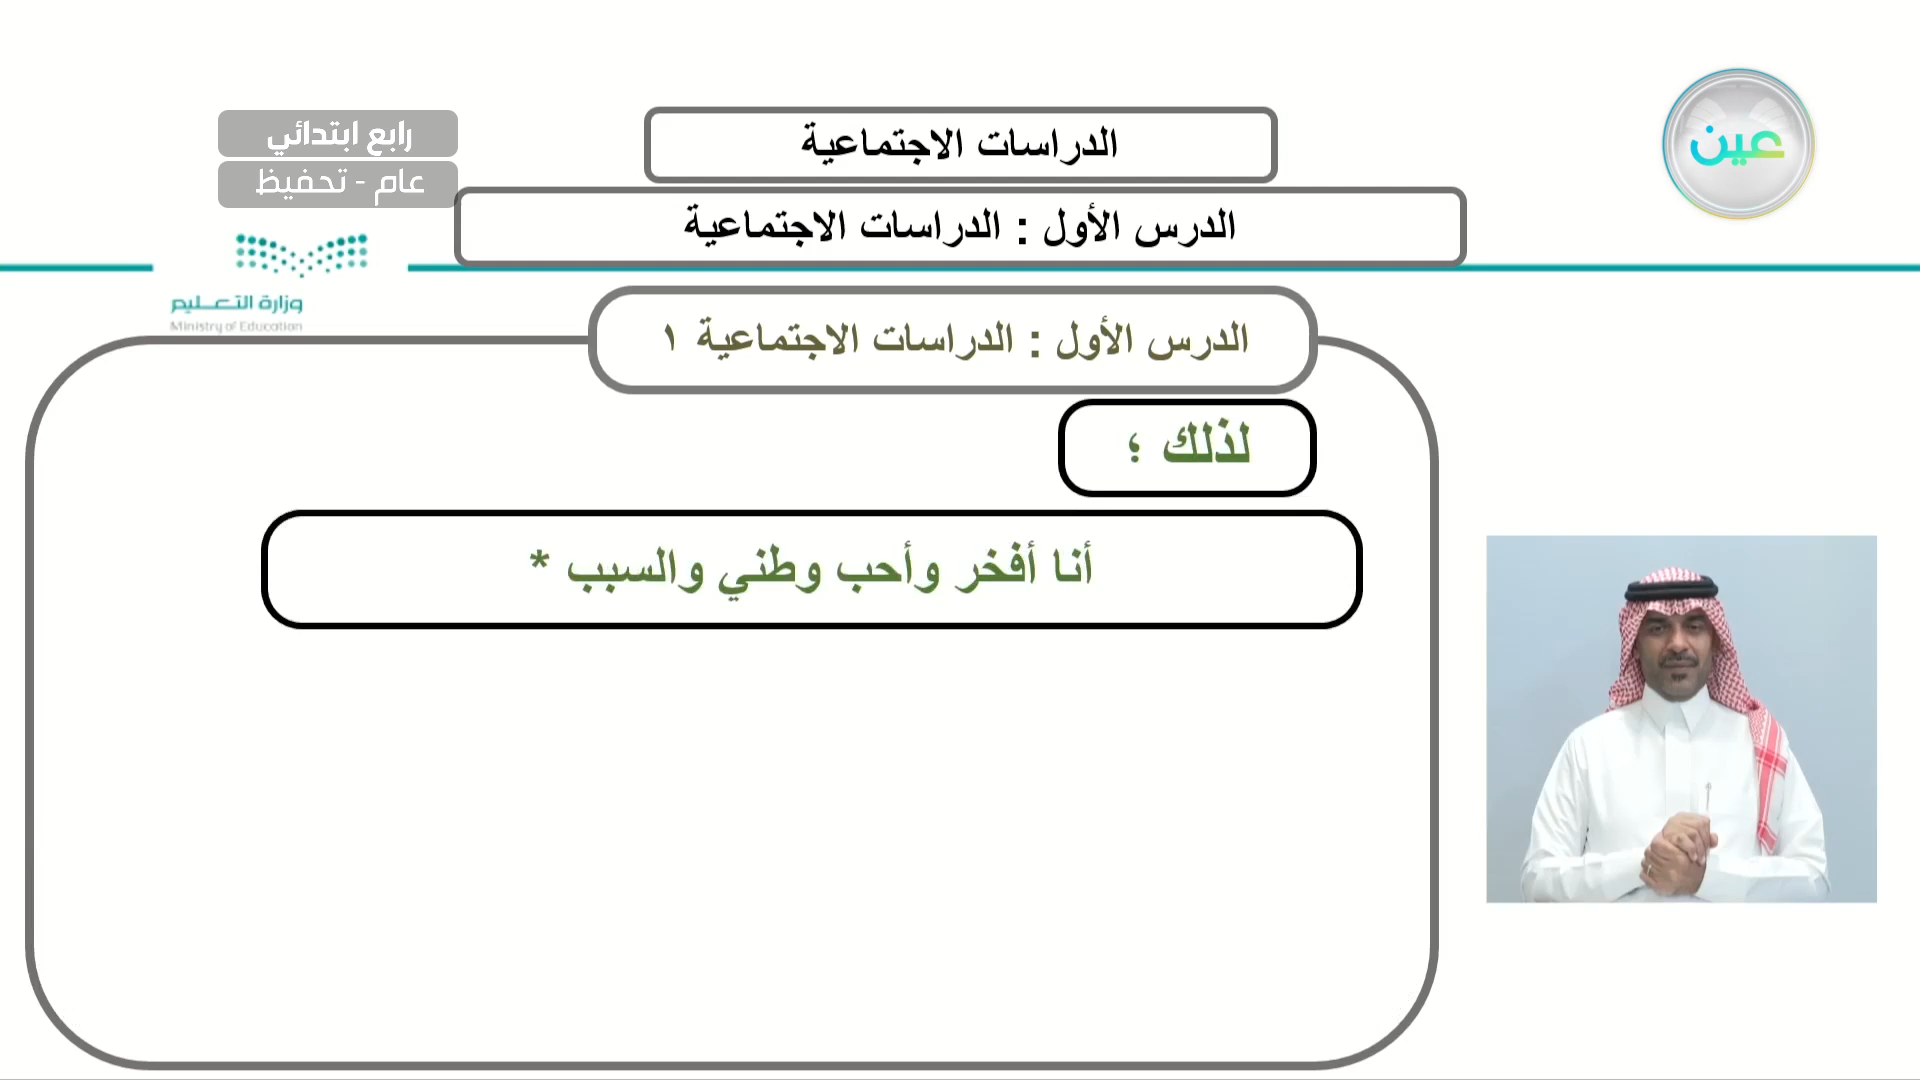 رابع ابتدائي
عام - تحفيظ
الدراسات الاجتماعية
عين
الدرس الأول : الدراسات الاجتماعية
وزارة التعليم
Ministry of Education
الدرس الأول : الدراسات الاجتماعية ١
لذلك ؛
أنا أفخر وأحب وطني والسبب *